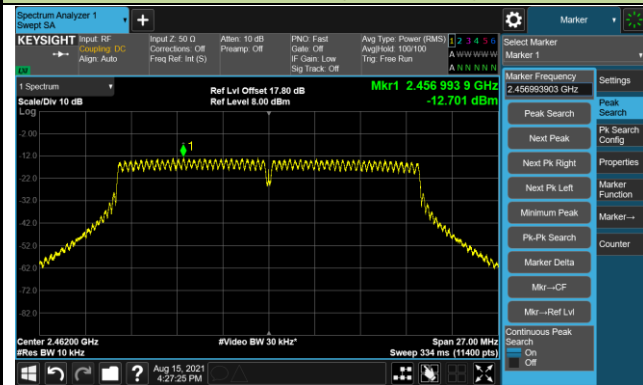 Spectrum Analyzer 1
Swept SA
+
Marker
KEYSIGHT
Input: RF
Coupling: DC
Align: Auto
Input Z: 50 Ω
Corrections: Off
Freq Ref: Int (S)
Atten: 10 dB
Preamp: Off
PNO: Fast
Gate: Off
IF Gain: Low
Sig Track: Off
Avg Type: Power (RMS)
Avg|Hold: 100/100
Trig: Free Run
1 2 3 4 5 6
A W W W W W
A N N N N N
LXI
Select Marker
Marker 1
1 Spectrum
Scale/Div 10 dB
Log
Ref Lvl Offset 17.80 dB
Ref Level 8.00 dBm
Mkr1 2.456 993 9 GHz
-12.701 dBm
Marker Frequency
2.456993903 GHz
Peak Search
Next Peak
Next Pk Right
Next Pk Left
Minimum Peak
Pk-Pk Search
Marker Delta
Mkr→CF
Mkr→Ref Lvl
Continuous Peak
Search
On
Off
Settings
Peak
Search
Pk Search
Config
Properties
Marker
Function
Marker→
Counter
-2.00
-12.0
-22.0
-32.0
-42.0
-52.0
-62.0
-72.0
-82.0
1
Center 2.46200 GHz
#Res BW 10 kHz
#Video BW 30 kHz*
Span 27.00 MHz
Sweep 334 ms (11400 pts)
?
Aug 15, 2021
4:27:25 PM